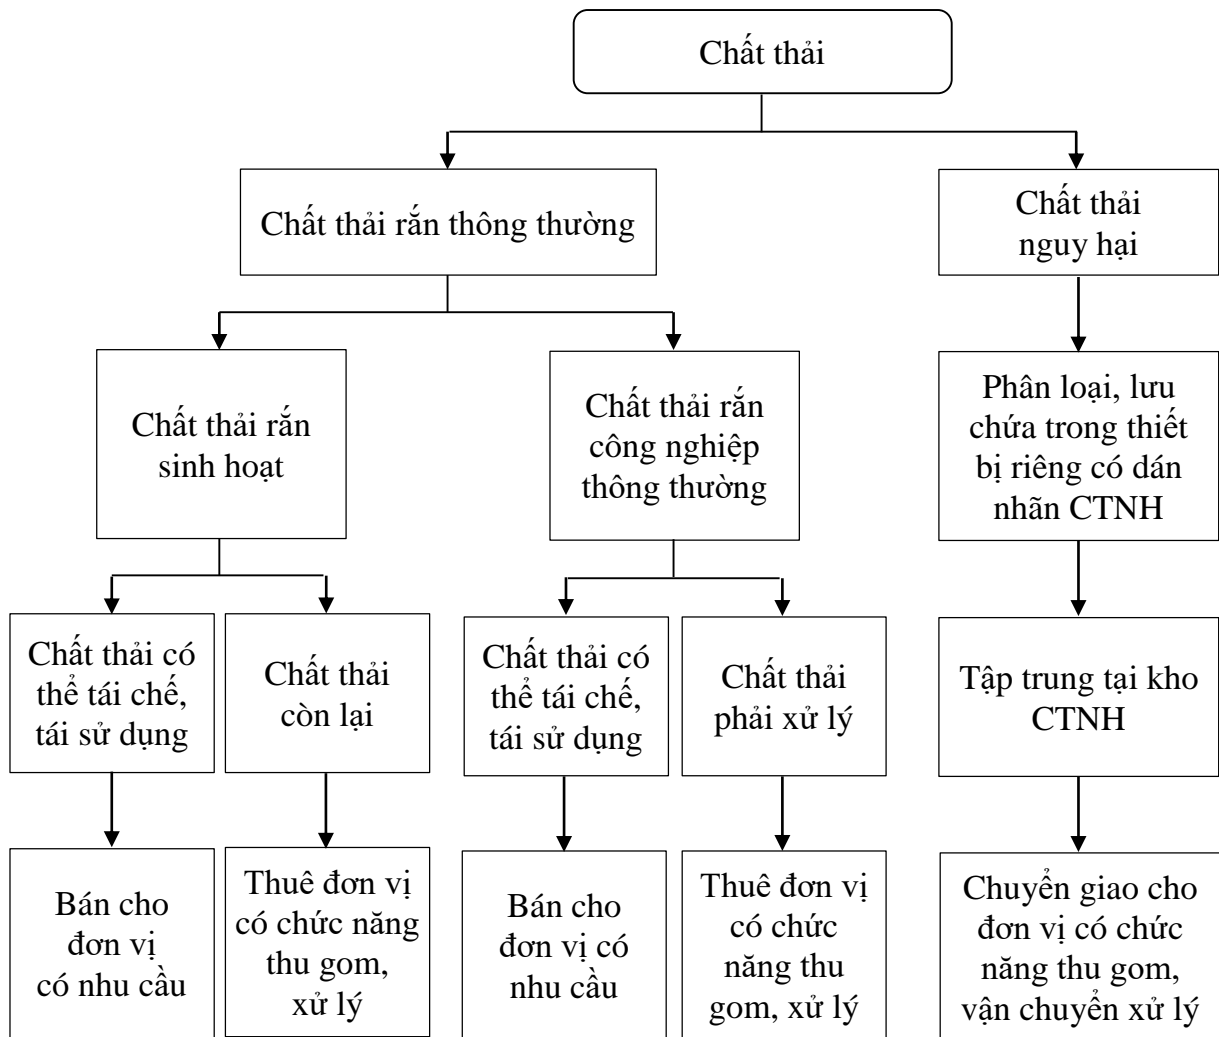 Chất thải
Chất thải rắn thông thường
Chất thải
nguy hại
Chất thải rắn
sinh hoạt
Chất thải rắn
công nghiệp
thông thường
Phân loại, lưu
chứa trong thiết
bị riêng có dán
nhãn CTNH
Chất thải có
thể tái chế,
tái sử dụng
Chất thải
còn lại
Chất thải có
thể tái chế,
tái sử dụng
Chất thải
phải xử lý
Tập trung tại kho
CTNH
Bán cho
đơn vị
có nhu cầu
Thuê đơn vị
có chức năng
thu gom,
xử lý
Bán cho
đơn vị có
nhu cầu
Thuê đơn vị
có chức
năng thu
gom, xử lý
Chuyển giao cho
đơn vị có chức
năng thu gom,
vận chuyển xử lý